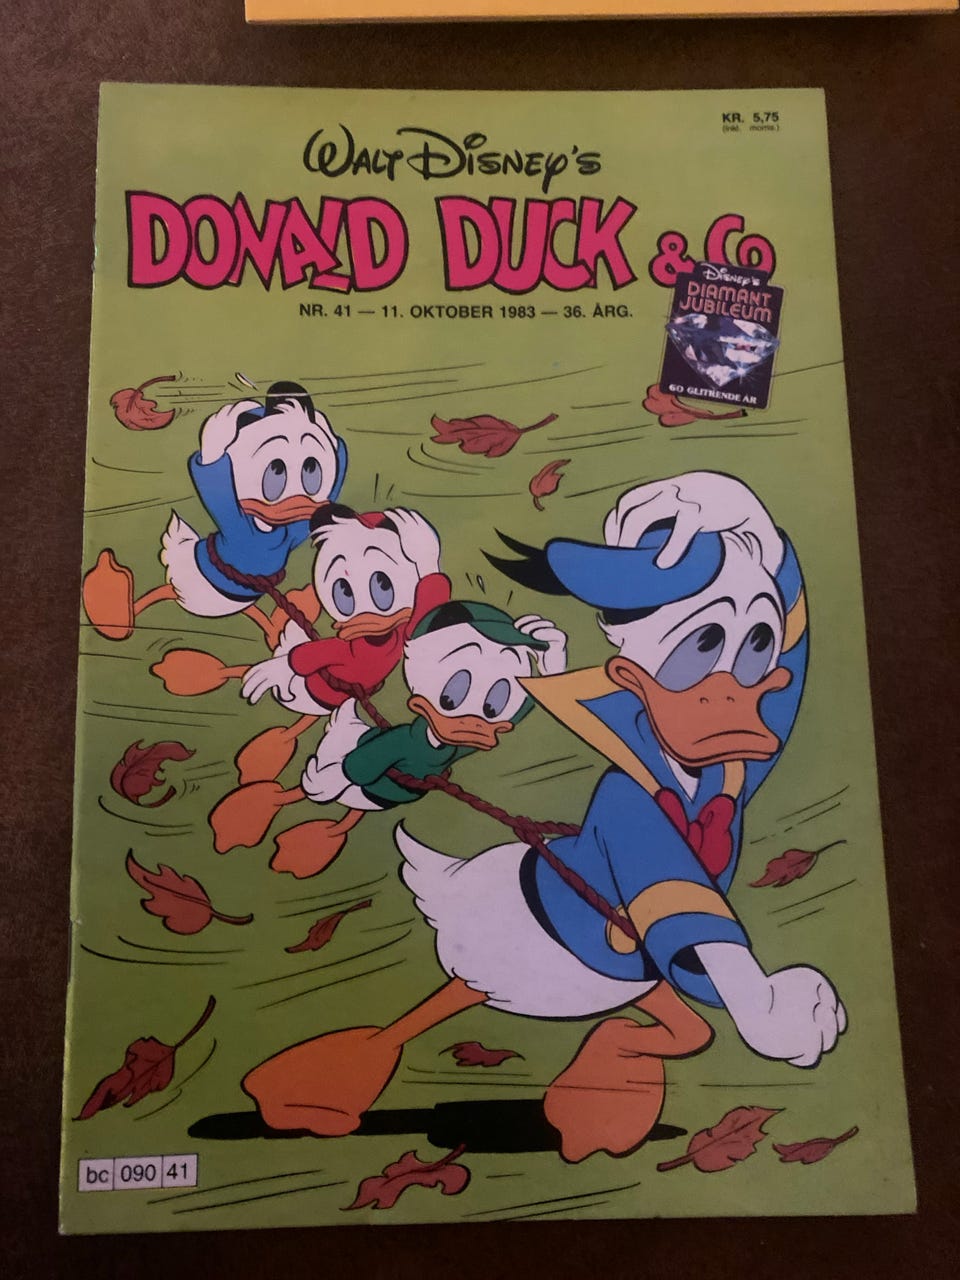 KR. 5,75
(inkl. moms.)
WALT DISNEY'S
DONALD DUCK & Co
NR. 41 — 11. OKTOBER 1983 — 36. ÅRG.
DISNEY'S
DIAMANT
JUBILEUM
60 GLITRENDE ÅR
bc 090 41